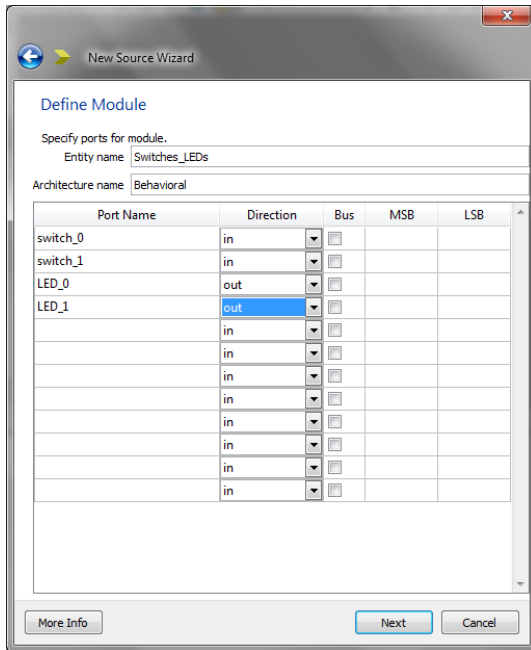 New Source Wizard
Define Module
Specify ports for module.
Entity name Switches_LEDs
Architecture name Behavioral
Port Name Direction Bus MSB LSB
switch_0 in
switch_1 in
LED_0 out
LED_1 out
in
in
in
in
in
in
in
in
More Info Next Cancel